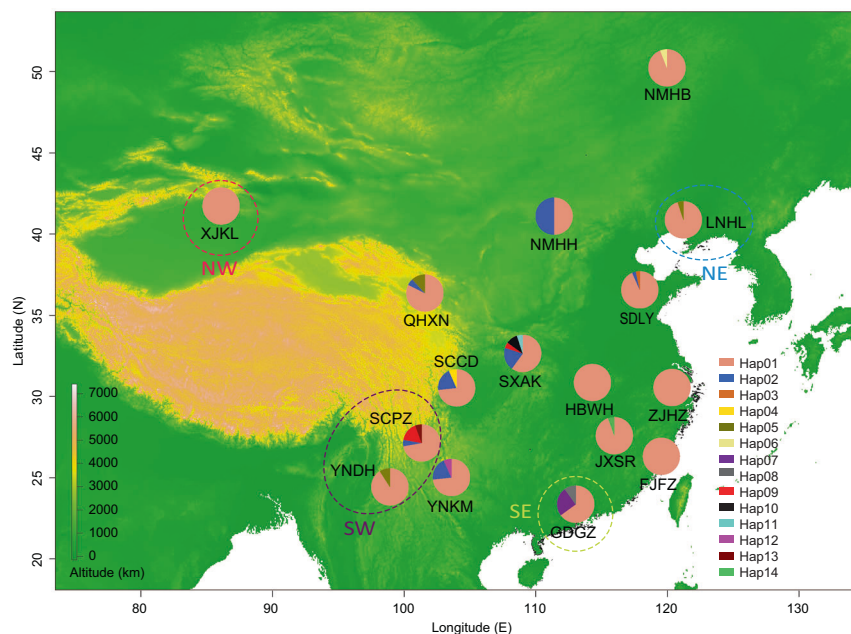 50
45
40
35
30
25
20
Latitude (N)
NMHB
XJKL
NW
NMHH
LNHL
NE
QHXN
SDLY
SCCD
SXAK
HBWH
ZJHZ
SCPZ
JXSR
YNDH
FJFZ
YNKM
SW
SE
GDGZ
7000
6000
5000
4000
3000
2000
1000
0
Altitude (km)
Hap01
Hap02
Hap03
Hap04
Hap05
Hap06
Hap07
Hap08
Hap09
Hap10
Hap11
Hap12
Hap13
Hap14
80 90 100 110 120 130
Longitude (E)